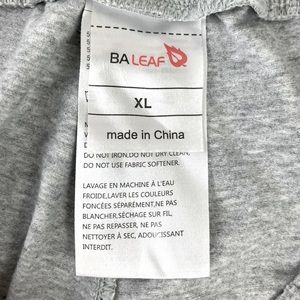 BALEAF
XL
made in China
DO NOT IRON,DO NOT DRY CLEAN,
DO NOT USE FABRIC SOFTENER.
LAVAGE EN MACHINE À L'EAU
FROIDE,LAVER LES COULEURS
FONCÉES SÉPARÉMENT,NE PAS
BLANCHER,SÉCHAGE SUR FIL,
NE PAS REPASSER, NE PAS
NETTOYER À SEC, ADOUCISSANT
INTERDIT.